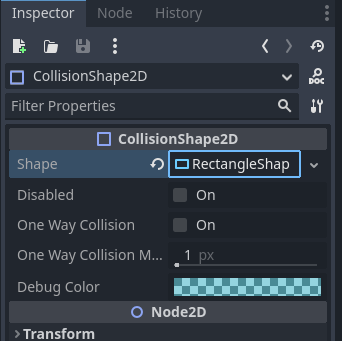 Inspector Node History
CollisionShape2D
DOC
Filter Properties
CollisionShape2D
Shape RectangleShap
Disabled On
One Way Collision On
One Way Collision M... 1 px
Debug Color
Node2D
Transform